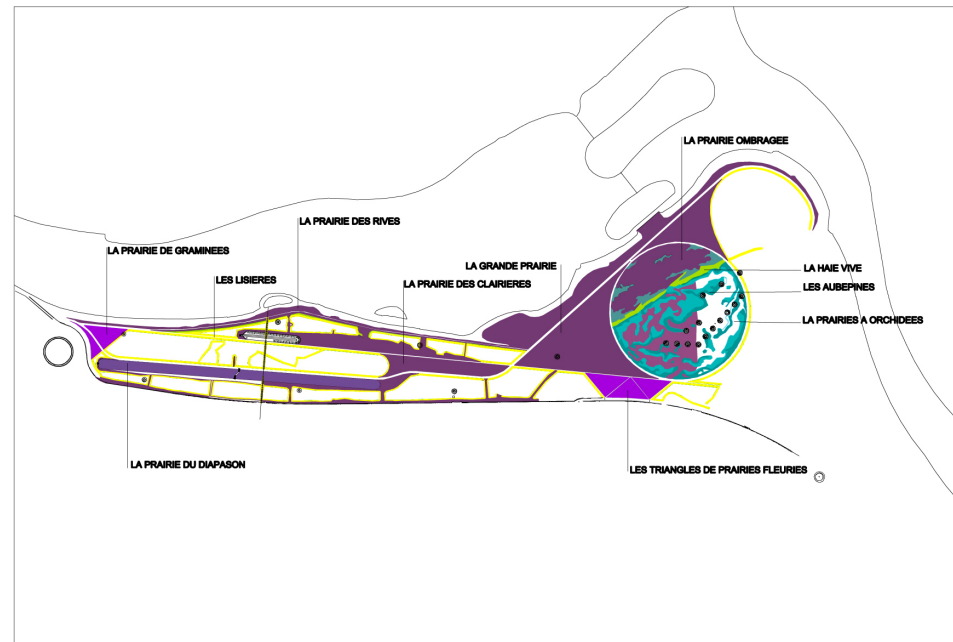 LA PRAIRIE OMBRAGEE
LA PRAIRIE DES RIVES
LA PRAIRIE DE GRAMINEES
LA GRANDE PRAIRIE
LA HAIE VIVE
LES LISIERES
LA PRAIRIE DES CLAIRIERES
LES AUBEPINES
LA PRAIRIES A ORCHIDEES
LA PRAIRIE DU DIAPASON
LES TRIANGLES DE PRAIRIES FLEURIES